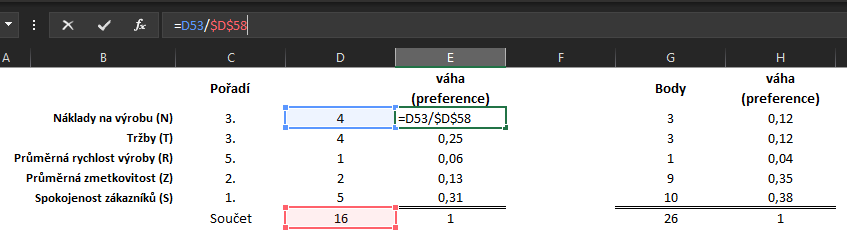 fx =D53/$D$58
A B C D E F G H
Pořadí váha (preference) Body váha (preference)
Náklady na výrobu (N) 3. 4 =D53/$D$58 3 0,12
Tržby (T) 3. 4 0,25 3 0,12
Průměrná rychlost výroby (R) 5. 1 0,06 1 0,04
Průměrná zmetkovitost (Z) 2. 2 0,13 9 0,35
Spokojenost zákazníků (S) 1. 5 0,31 10 0,38
Součet 16 1 26 1